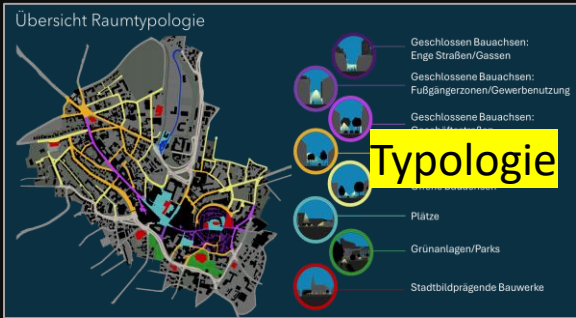 Übersicht Raumtypologie
Geschlossen Bauachsen:
Enge Straßen/Gassen
Geschlossene Bauachsen:
Fußgängerzonen/Gewerbenutzung
Geschlossene Bauachsen:
Typologie
Plätze
Grünanlagen/Parks
Stadtbildprägende Bauwerke